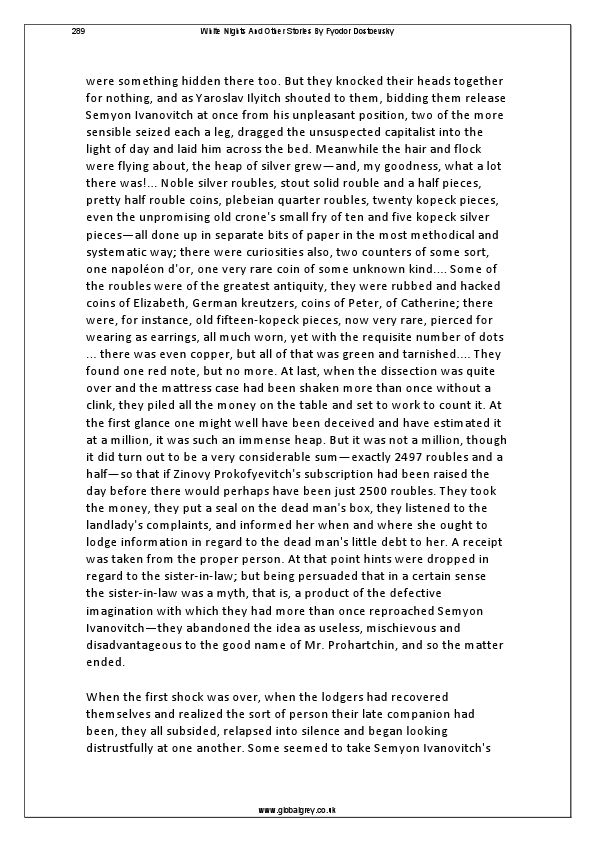 289
White Nights And Other Stories By Fyodor Dostoevsky
were something hidden there too. But they knocked their heads together
for nothing, and as Yaroslav Ilyitch shouted to them, bidding them release
Semyon Ivanovitch at once from his unpleasant position, two of the more
sensible seized each a leg, dragged the unsuspected capitalist into the
light of day and laid him across the bed. Meanwhile the hair and flock
were flying about, the heap of silver grew—and, my goodness, what a lot
there was!... Noble silver roubles, stout solid rouble and a half pieces,
pretty half rouble coins, plebeian quarter roubles, twenty kopeck pieces,
even the unpromising old crone's small fry of ten and five kopeck silver
pieces—all done up in separate bits of paper in the most methodical and
systematic way; there were curiosities also, two counters of some sort,
one napoléon d'or, one very rare coin of some unknown kind.... Some of
the roubles were of the greatest antiquity, they were rubbed and hacked
coins of Elizabeth, German kreutzers, coins of Peter, of Catherine; there
were, for instance, old fifteen-kopeck pieces, now very rare, pierced for
wearing as earrings, all much worn, yet with the requisite number of dots
... there was even copper, but all of that was green and tarnished.... They
found one red note, but no more. At last, when the dissection was quite
over and the mattress case had been shaken more than once without a
clink, they piled all the money on the table and set to work to count it. At
the first glance one might well have been deceived and have estimated it
at a million, it was such an immense heap. But it was not a million, though
it did turn out to be a very considerable sum—exactly 2497 roubles and a
half—so that if Zinovy Prokofyevitch's subscription had been raised the
day before there would perhaps have been just 2500 roubles. They took
the money, they put a seal on the dead man's box, they listened to the
landlady's complaints, and informed her when and where she ought to
lodge information in regard to the dead man's little debt to her. A receipt
was taken from the proper person. At that point hints were dropped in
regard to the sister-in-law; but being persuaded that in a certain sense
the sister-in-law was a myth, that is, a product of the defective
imagination with which they had more than once reproached Semyon
Ivanovitch—they abandoned the idea as useless, mischievous and
disadvantageous to the good name of Mr. Prohartchin, and so the matter
ended.
When the first shock was over, when the lodgers had recovered
themselves and realized the sort of person their late companion had
been, they all subsided, relapsed into silence and began looking
distrustfully at one another. Some seemed to take Semyon Ivanovitch's
www.globalgrey.co.uk